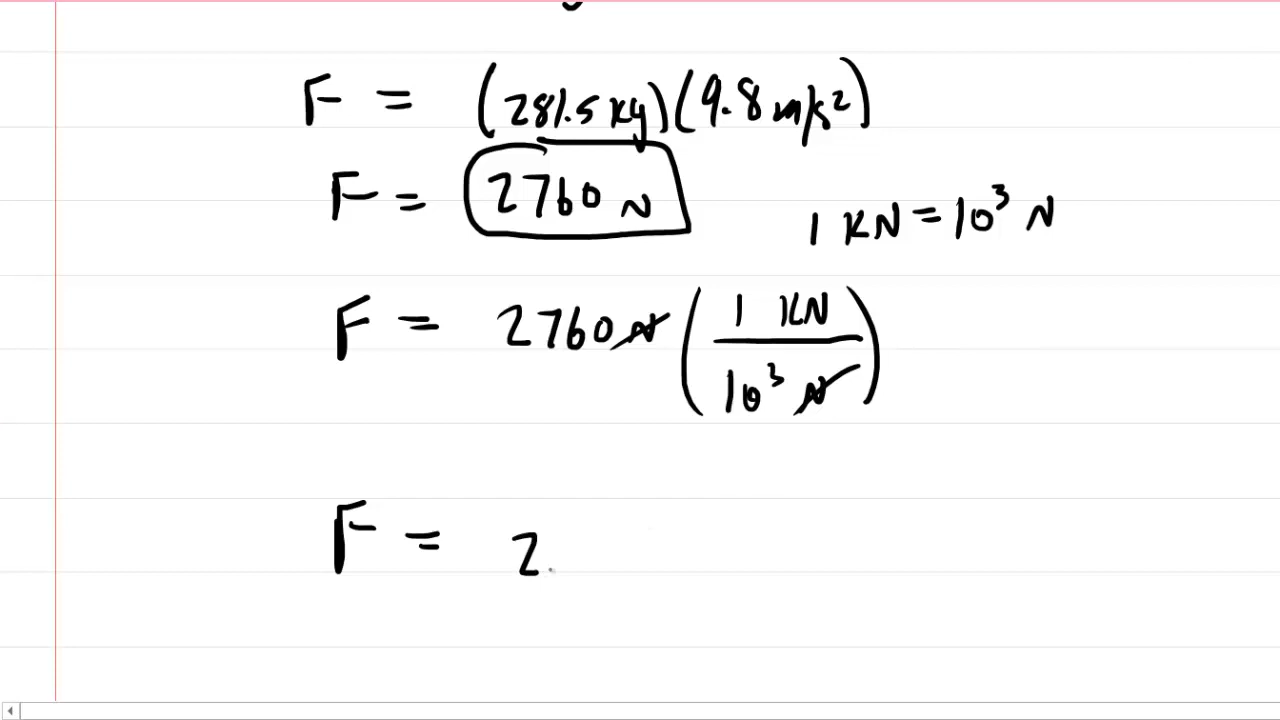 F = (281.5 kg)(9.8 m/s²)
F = 2760 N
1 KN = 10³ N
F = 2760 N (1 KN / 10³ N)
F = 2.